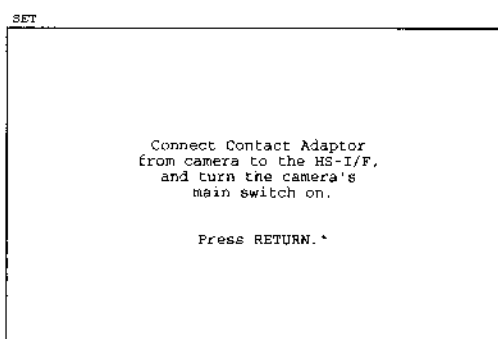 SET
Connect Contact Adaptor
from camera to the HS-I/F,
and turn the camera's
main switch on.
Press RETURN.